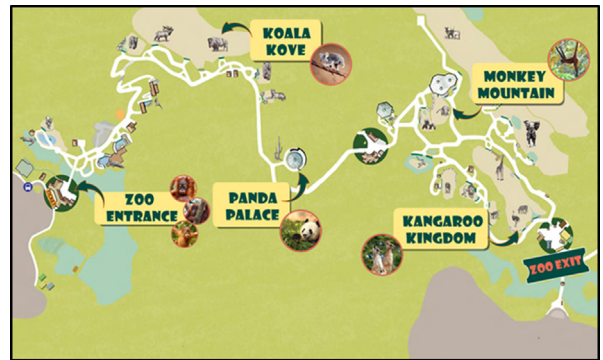 KOALA
KOVE
MONKEY
MOUNTAIN
ZOO
ENTRANCE
PANDA
PALACE
KANGAROO
KINGDOM
ZOO EXIT